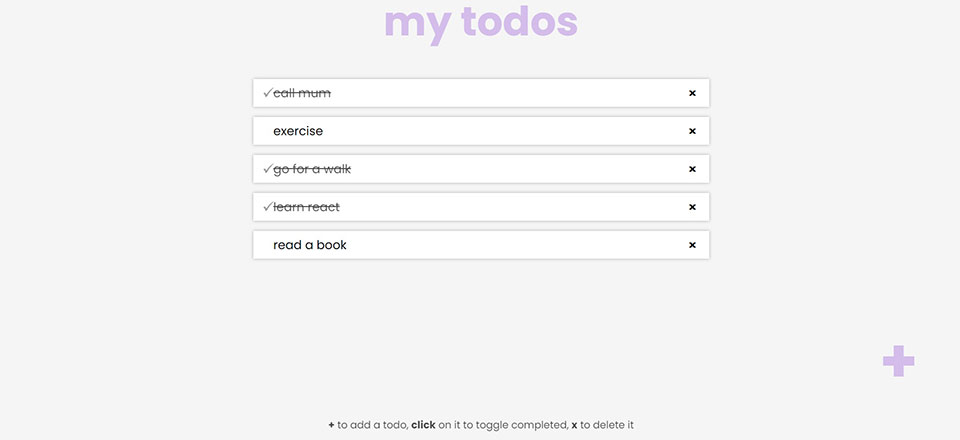 my todos
✓call mum x
exercise x
✓go for a walk x
✓learn react x
read a book x
+
+ to add a todo, click on it to toggle completed, x to delete it